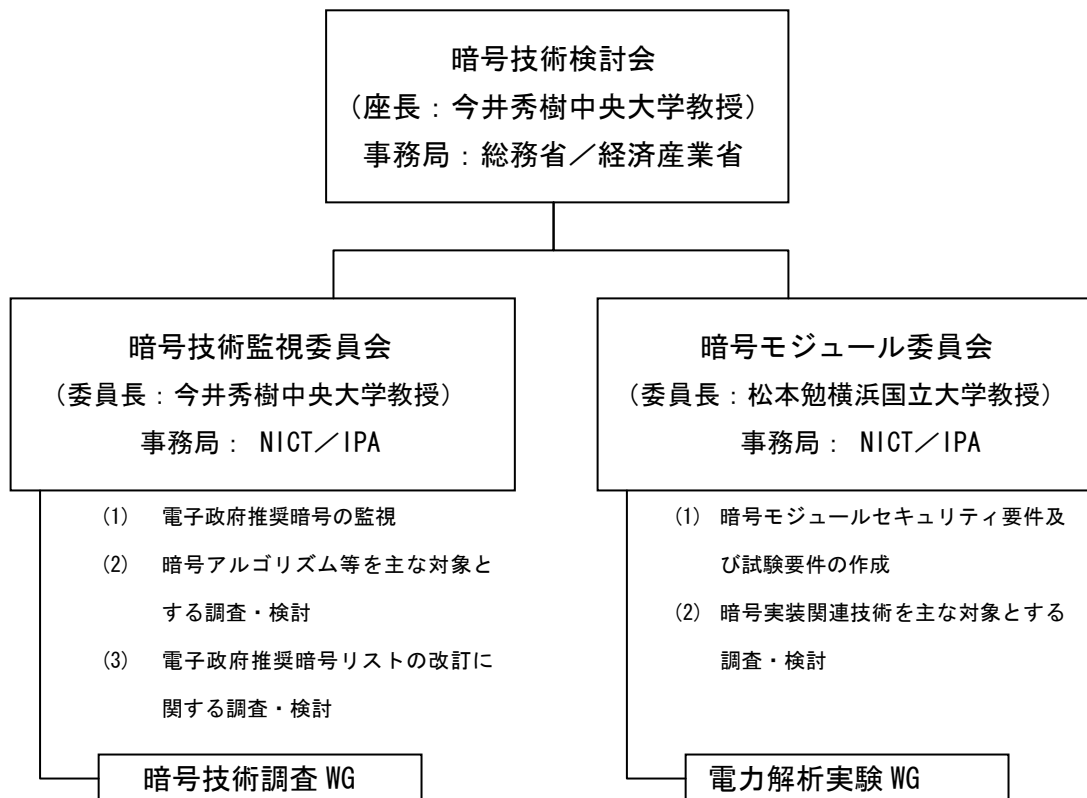 暗号技術検討会
(座長：今井秀樹中央大学教授)
事務局：総務省／経済産業省
暗号技術監視委員会
(委員長：今井秀樹中央大学教授)
事務局： NICT／IPA
(1) 電子政府推奨暗号の監視
(2) 暗号アルゴリズム等を主な対象と
する調査・検討
(3) 電子政府推奨暗号リストの改訂に
関する調査・検討
暗号技術調査 WG
暗号モジュール委員会
(委員長：松本勉横浜国立大学教授)
事務局： NICT／IPA
(1) 暗号モジュールセキュリティ要件及
び試験要件の作成
(2) 暗号実装関連技術を主な対象とする
調査・検討
電力解析実験 WG